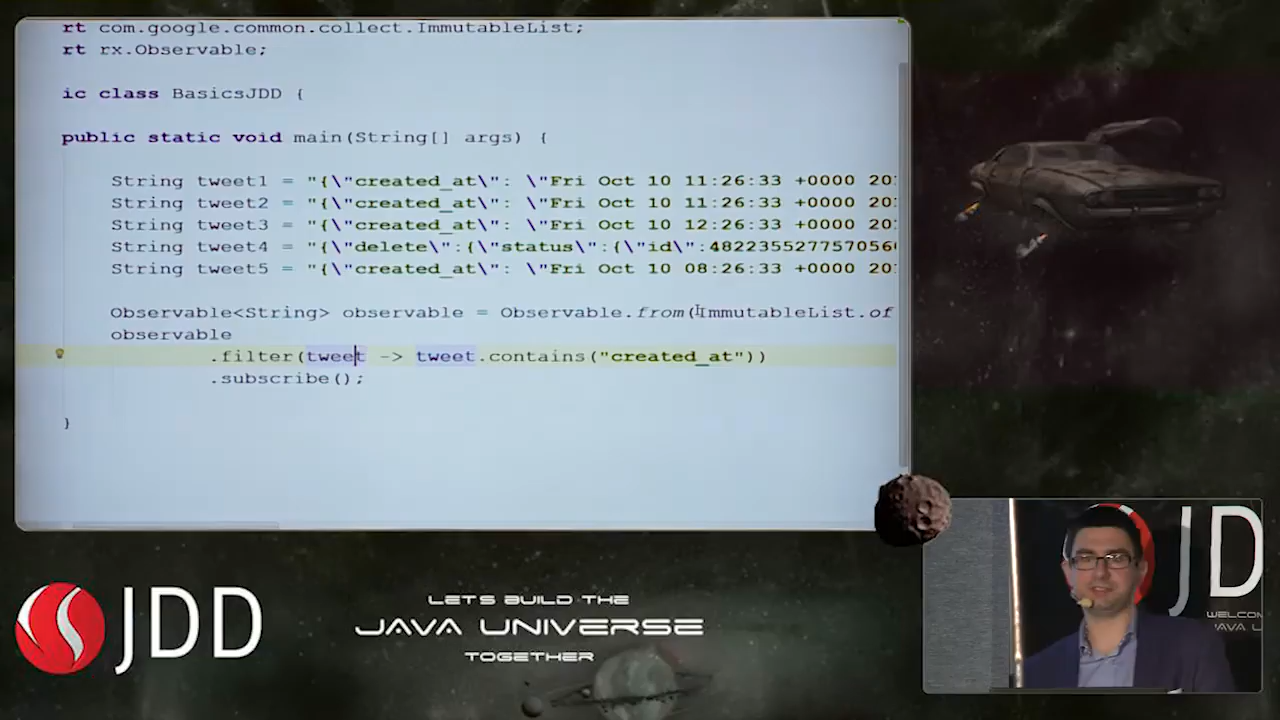 rt com.google.common.collect.ImmutableList;
rt rx.Observable;
ic class BasicsJDD {
public static void main(String[] args) {
String tweet1 = "{\"created_at\": \"Fri Oct 10 11:26:33 +0000 20
String tweet2 = "{\"created_at\": \"Fri Oct 10 11:26:33 +0000 20
String tweet3 = "{\"created_at\": \"Fri Oct 10 12:26:33 +0000 20
String tweet4 = "{\"delete\":{\"status\":{\"id\":48223552775705600
String tweet5 = "{\"created_at\": \"Fri Oct 10 08:26:33 +0000 20
Observable<String> observable = Observable.from(ImmutableList.of
observable
.filter(tweet -> tweet.contains("created_at"))
.subscribe();
}
JDD
LETS BUILD THE
JAVA UNIVERSE
TOGETHER
JD
WELCOM
JAVA U